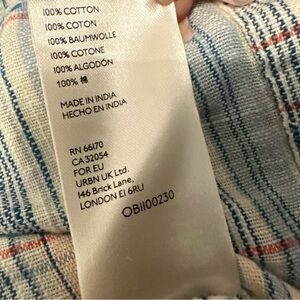 100% COTTON
100% COTON
100% BAUMWOLLE
100% COTONE
100% ALGODÓN
100% 棉
MADE IN INDIA
HECHO EN INDIA
RN 66170
CA 32054
FOR EU
URBN UK Ltd.
146 Brick Lane,
LONDON E1 6RU
OB1100230